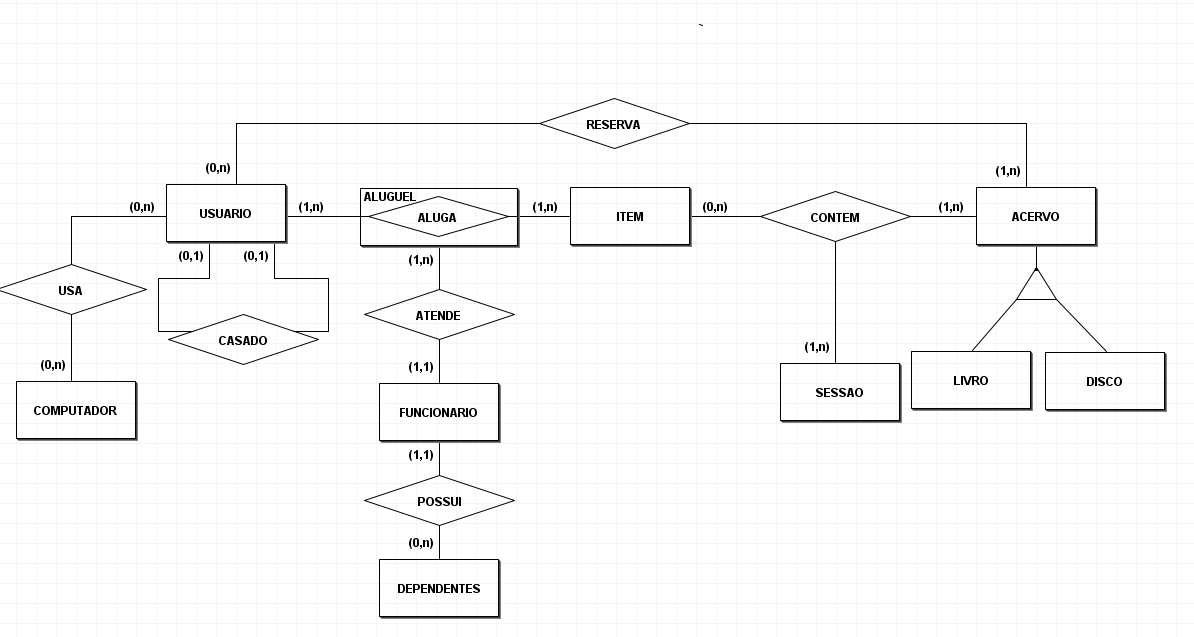 RESERVA
(0,n)
(1,n)
(0,n)
USUARIO
(1,n)
ALUGUEL
ALUGA
(1,n)
ITEM
(0,n)
CONTEM
(1,n)
ACERVO
(0,1)
(0,1)
(1,n)
USA
ATENDE
CASADO
(1,n)
(0,n)
(1,1)
COMPUTADOR
FUNCIONARIO
SESSAO
LIVRO
DISCO
(1,1)
POSSUI
(0,n)
DEPENDENTES